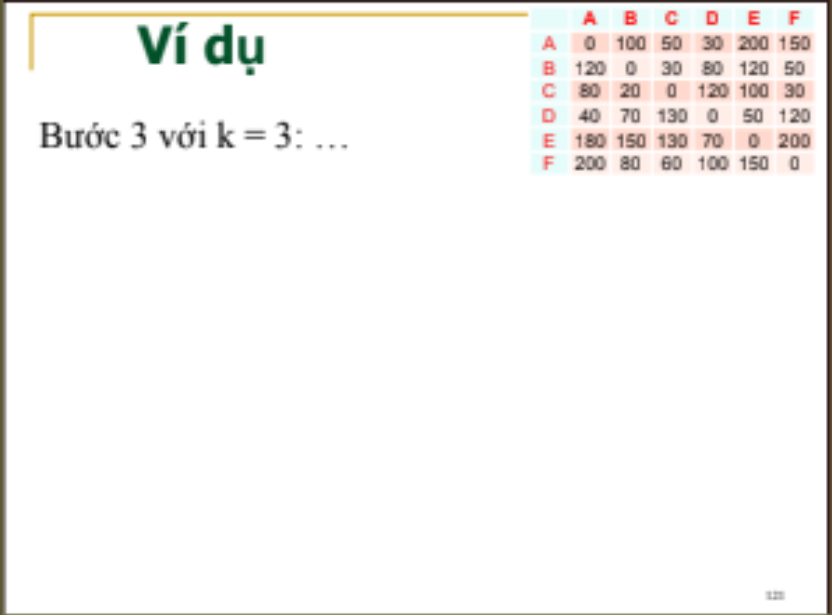 Ví dụ
A B C D E F
A 0 100 50 30 200 150
B 120 0 30 80 120 50
C 80 20 0 120 100 30
D 40 70 130 0 50 120
E 180 150 130 70 0 200
F 200 80 60 100 150 0
Bước 3 với k = 3: …